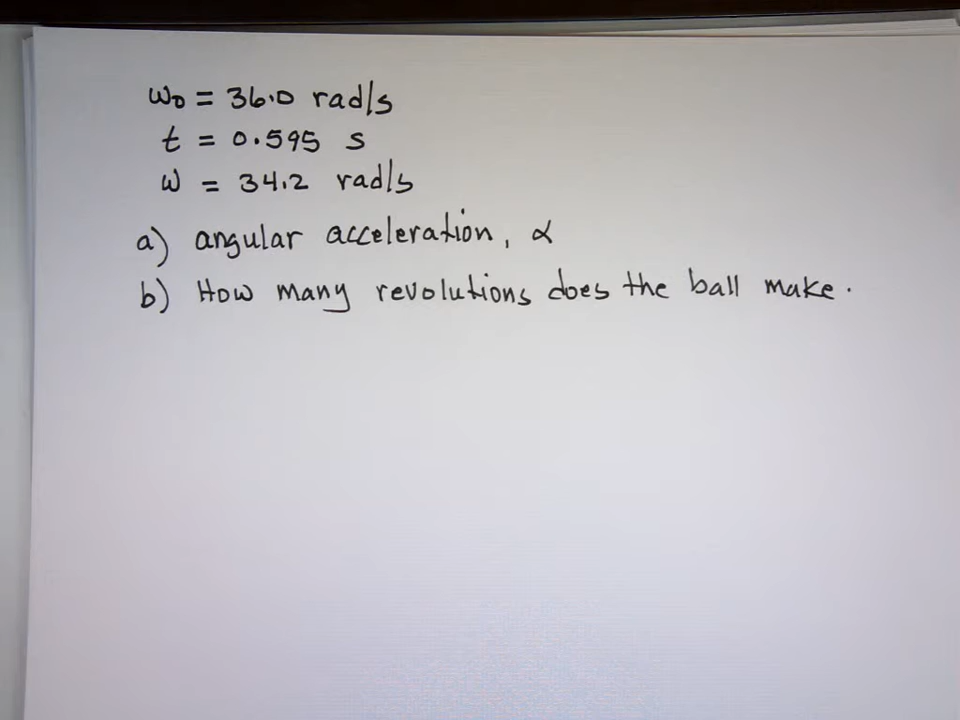 ω₀ = 36.0 rad/s
t = 0.595 s
ω = 34.2 rad/s
a) angular acceleration, α
b) How many revolutions does the ball make.